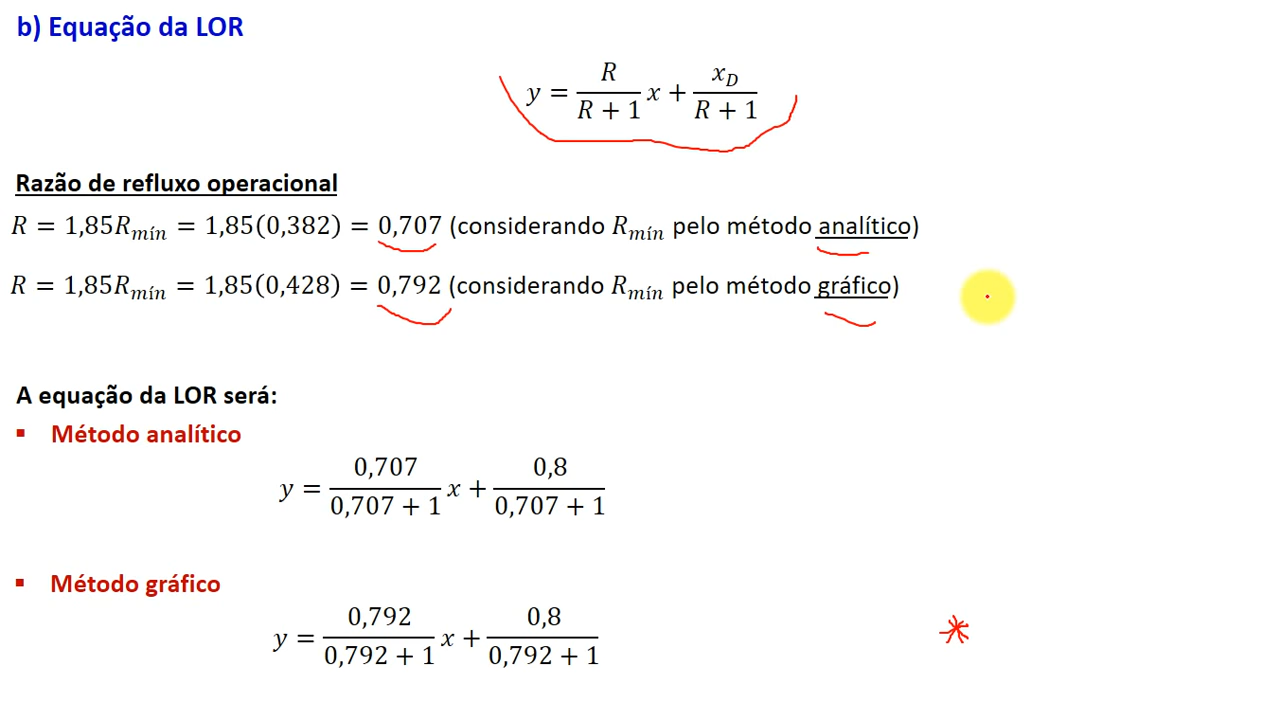 b) Equação da LOR
y = R/(R + 1) x + x_D/(R + 1)
Razão de refluxo operacional
R = 1,85R_mín = 1,85(0,382) = 0,707 (considerando R_mín pelo método analítico)
R = 1,85R_mín = 1,85(0,428) = 0,792 (considerando R_mín pelo método gráfico)
A equação da LOR será:
▪ Método analítico
y = 0,707/(0,707 + 1) x + 0,8/(0,707 + 1)
▪ Método gráfico
y = 0,792/(0,792 + 1) x + 0,8/(0,792 + 1)